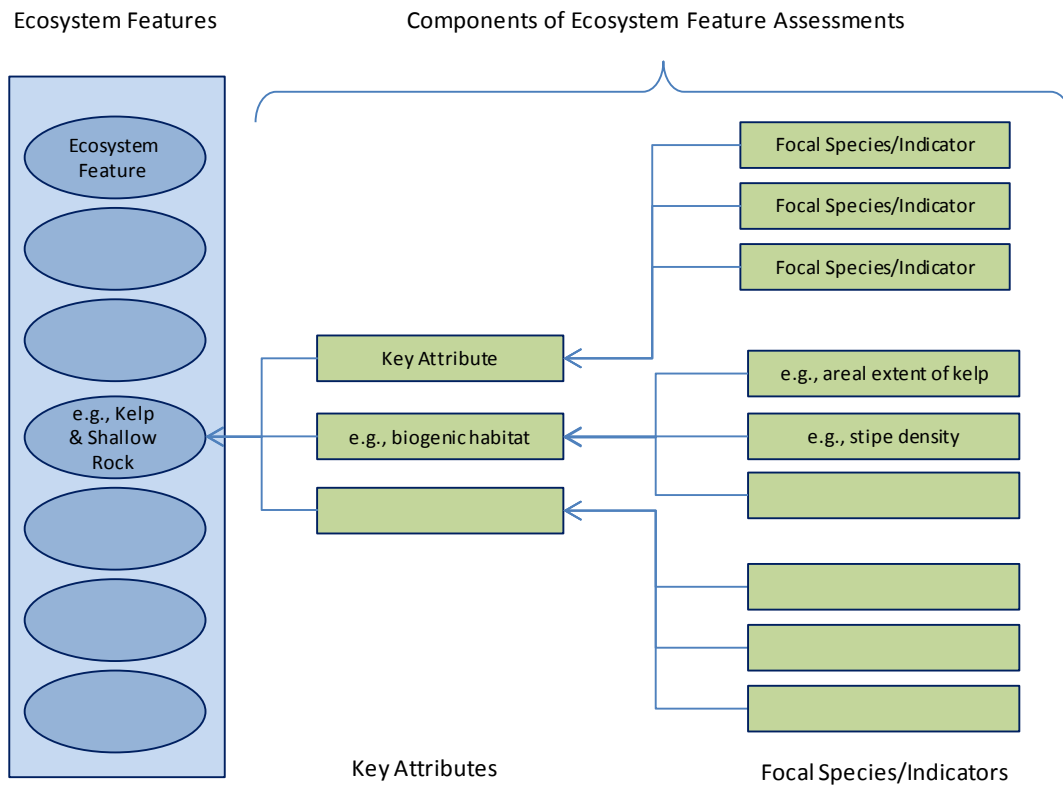 Ecosystem Features
Components of Ecosystem Feature Assessments
Ecosystem
Feature
e.g., Kelp
& Shallow
Rock
Key Attribute
e.g., biogenic habitat
Focal Species/Indicator
Focal Species/Indicator
Focal Species/Indicator
e.g., areal extent of kelp
e.g., stipe density
Key Attributes
Focal Species/Indicators